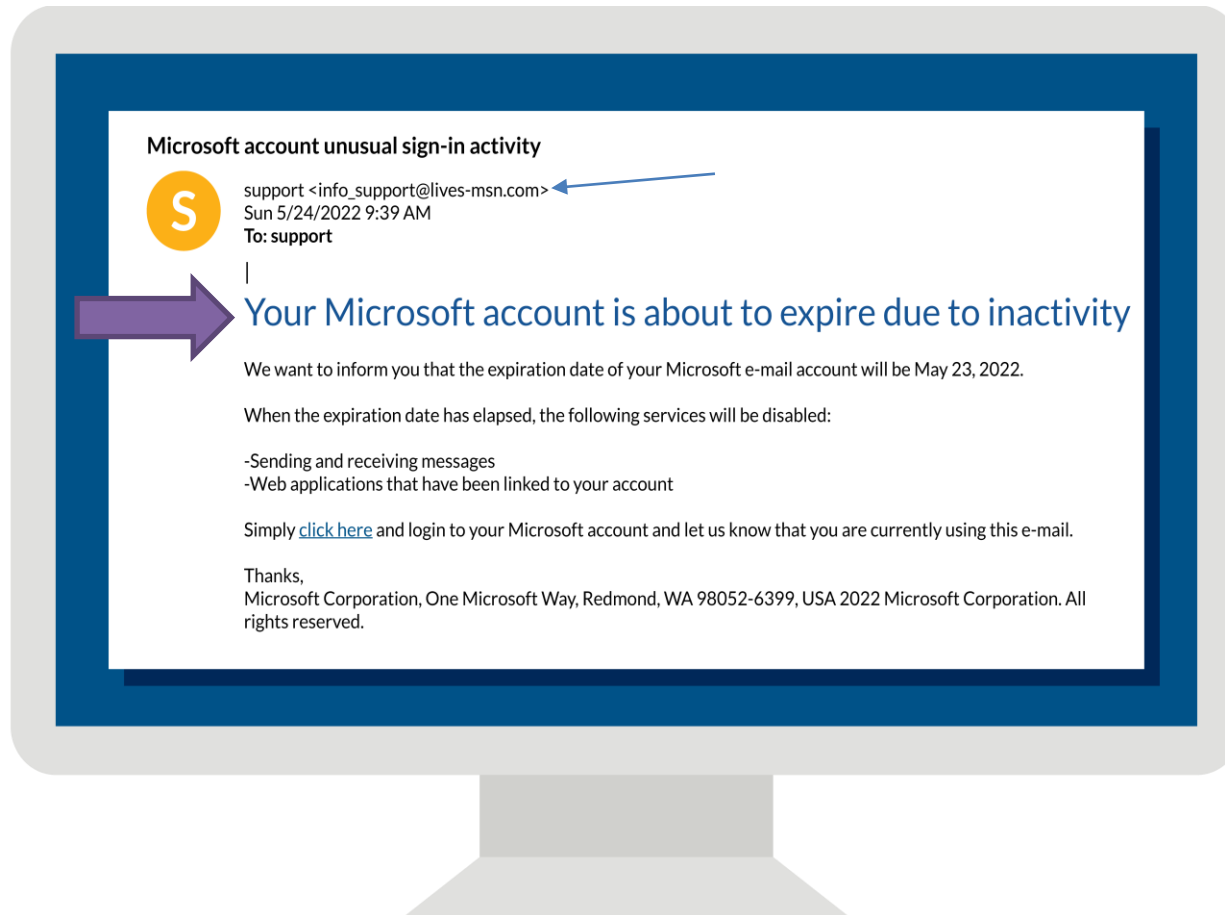 Microsoft account unusual sign-in activity
S
support <info_support@lives-msn.com>
Sun 5/24/2022 9:39 AM
To: support
|
Your Microsoft account is about to expire due to inactivity
We want to inform you that the expiration date of your Microsoft e-mail account will be May 23, 2022.
When the expiration date has elapsed, the following services will be disabled:
-Sending and receiving messages
-Web applications that have been linked to your account
Simply click here and login to your Microsoft account and let us know that you are currently using this e-mail.
Thanks,
Microsoft Corporation, One Microsoft Way, Redmond, WA 98052-6399, USA 2022 Microsoft Corporation. All
rights reserved.